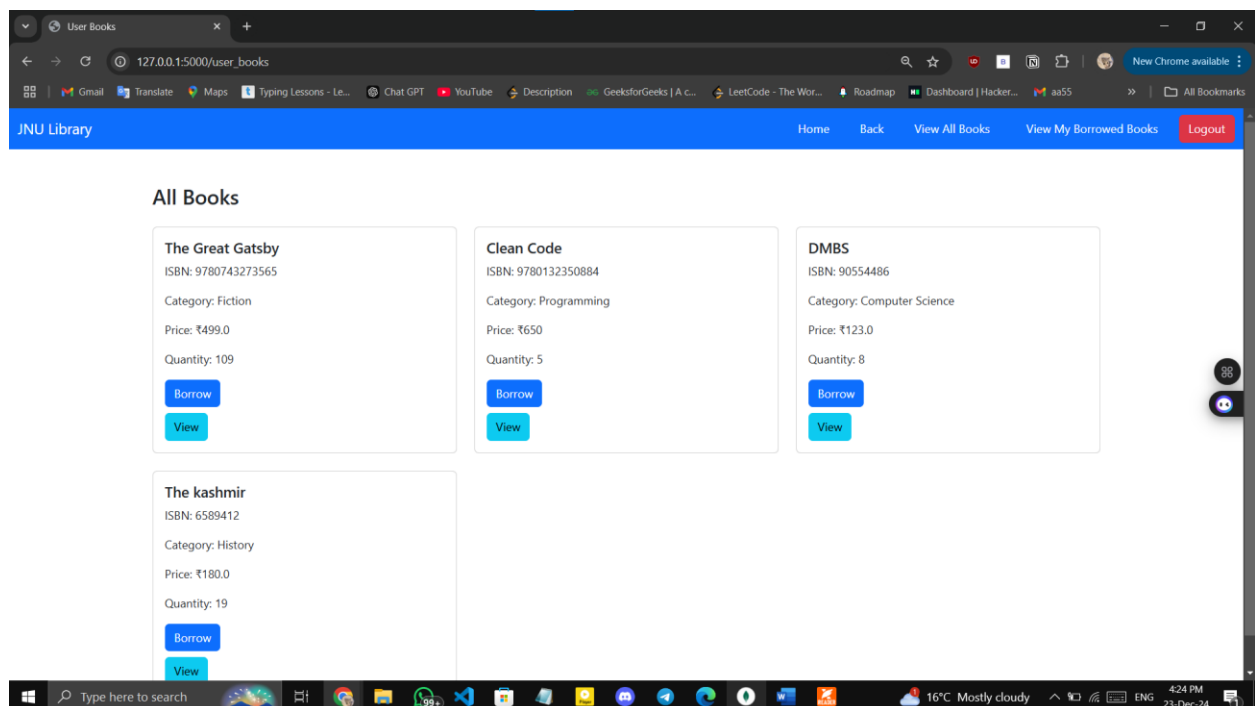 User Books
127.0.0.1:5000/user_books
New Chrome available
Gmail Translate Maps Typing Lessons - Le... Chat GPT YouTube Description GeeksforGeeks | A c... LeetCode - The Wor... Roadmap Dashboard | Hacker... aa55 » All Bookmarks
JNU Library Home Back View All Books View My Borrowed Books Logout
All Books
The Great Gatsby
ISBN: 9780743273565
Category: Fiction
Price: ₹499.0
Quantity: 109
Borrow
View
Clean Code
ISBN: 9780132350884
Category: Programming
Price: ₹650
Quantity: 5
Borrow
View
DMBS
ISBN: 90554486
Category: Computer Science
Price: ₹123.0
Quantity: 8
Borrow
View
The kashmir
ISBN: 6589412
Category: History
Price: ₹180.0
Quantity: 19
Borrow
View
Type here to search 99+ 16°C Mostly cloudy ENG 4:24 PM
23-Dec-24